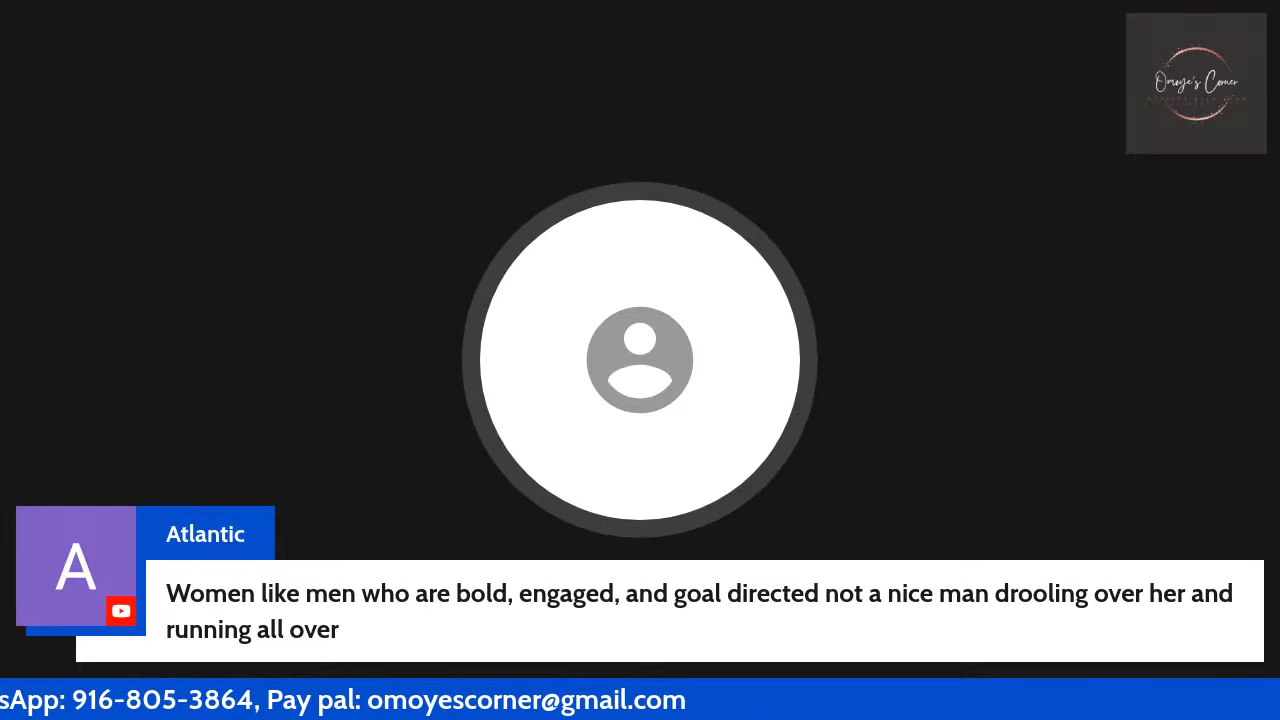 Omoye's Corner
A
Atlantic
Women like men who are bold, engaged, and goal directed not a nice man drooling over her and
running all over
sApp: 916-805-3864, Pay pal: omoyescorner@gmail.com